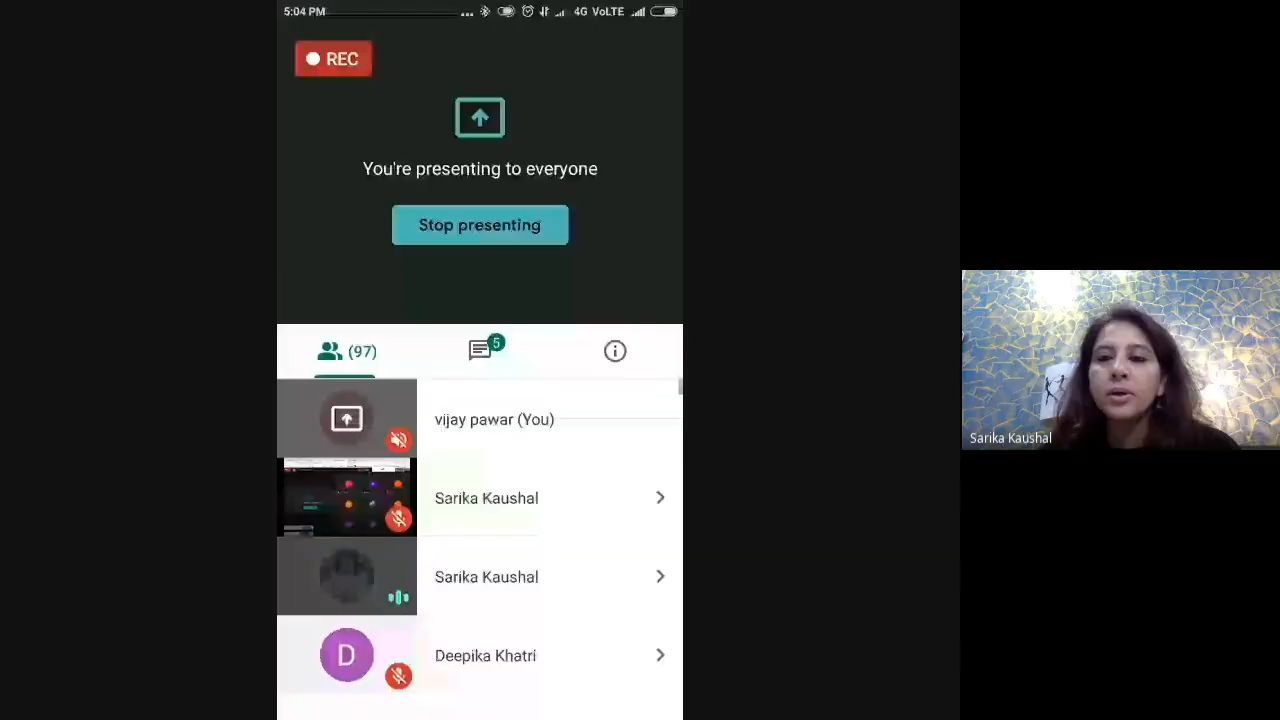 5:04 PM ... 4G VoLTE
REC
You're presenting to everyone
Stop presenting
(97) 5
vijay pawar (You)
Sarika Kaushal
Sarika Kaushal
D Deepika Khatri
Sarika Kaushal